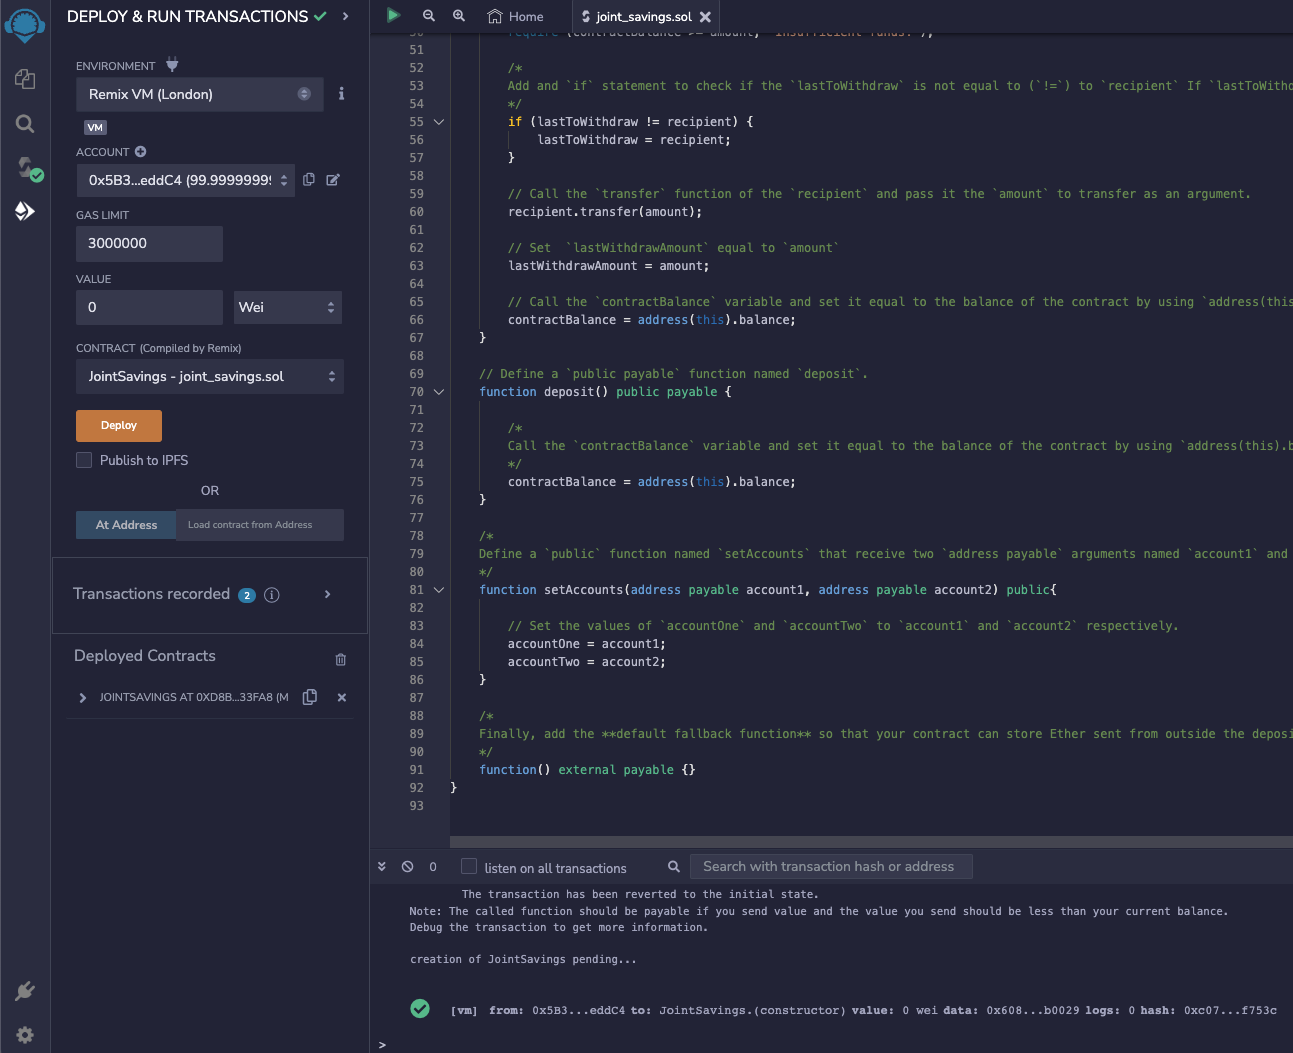 DEPLOY & RUN TRANSACTIONS
ENVIRONMENT
Remix VM (London)
VM
ACCOUNT
0x5B3...eddC4 (99.9999999
GAS LIMIT
3000000
VALUE
0
Wei
CONTRACT (Compiled by Remix)
JointSavings - joint_savings.sol
Deploy
Publish to IPFS
OR
At Address
Load contract from Address
Transactions recorded 2
Deployed Contracts
JOINTSAVINGS AT 0XD8B...33FA8 (M
Home
joint_savings.sol
50 require (contractBalance >= amount, "Insufficient funds!");
51
52 /*
53 Add and `if` statement to check if the `lastToWithdraw` is not equal to (`!=`) to `recipient` If `lastToWithd
54 */
55 if (lastToWithdraw != recipient) {
56 lastToWithdraw = recipient;
57 }
58
59 // Call the `transfer` function of the `recipient` and pass it the `amount` to transfer as an argument.
60 recipient.transfer(amount);
61
62 // Set  `lastWithdrawAmount` equal to `amount`
63 lastWithdrawAmount = amount;
64
65 // Call the `contractBalance` variable and set it equal to the balance of the contract by using `address(this
66 contractBalance = address(this).balance;
67 }
68
69 // Define a `public payable` function named `deposit`.
70 function deposit() public payable {
71
72 /*
73 Call the `contractBalance` variable and set it equal to the balance of the contract by using `address(this).b
74 */
75 contractBalance = address(this).balance;
76 }
77
78 /*
79 Define a `public` function named `setAccounts` that receive two `address payable` arguments named `account1` and
80 */
81 function setAccounts(address payable account1, address payable account2) public{
82
83 // Set the values of `accountOne` and `accountTwo` to `account1` and `account2` respectively.
84 accountOne = account1;
85 accountTwo = account2;
86 }
87
88 /*
89 Finally, add the **default fallback function** so that your contract can store Ether sent from outside the deposi
90 */
91 function() external payable {}
92 }
93
0
listen on all transactions
Search with transaction hash or address
The transaction has been reverted to the initial state.
Note: The called function should be payable if you send value and the value you send should be less than your current balance.
Debug the transaction to get more information.
creation of JointSavings pending...
[vm] from: 0x5B3...eddC4 to: JointSavings.(constructor) value: 0 wei data: 0x608...b0029 logs: 0 hash: 0xc07...f753c
>